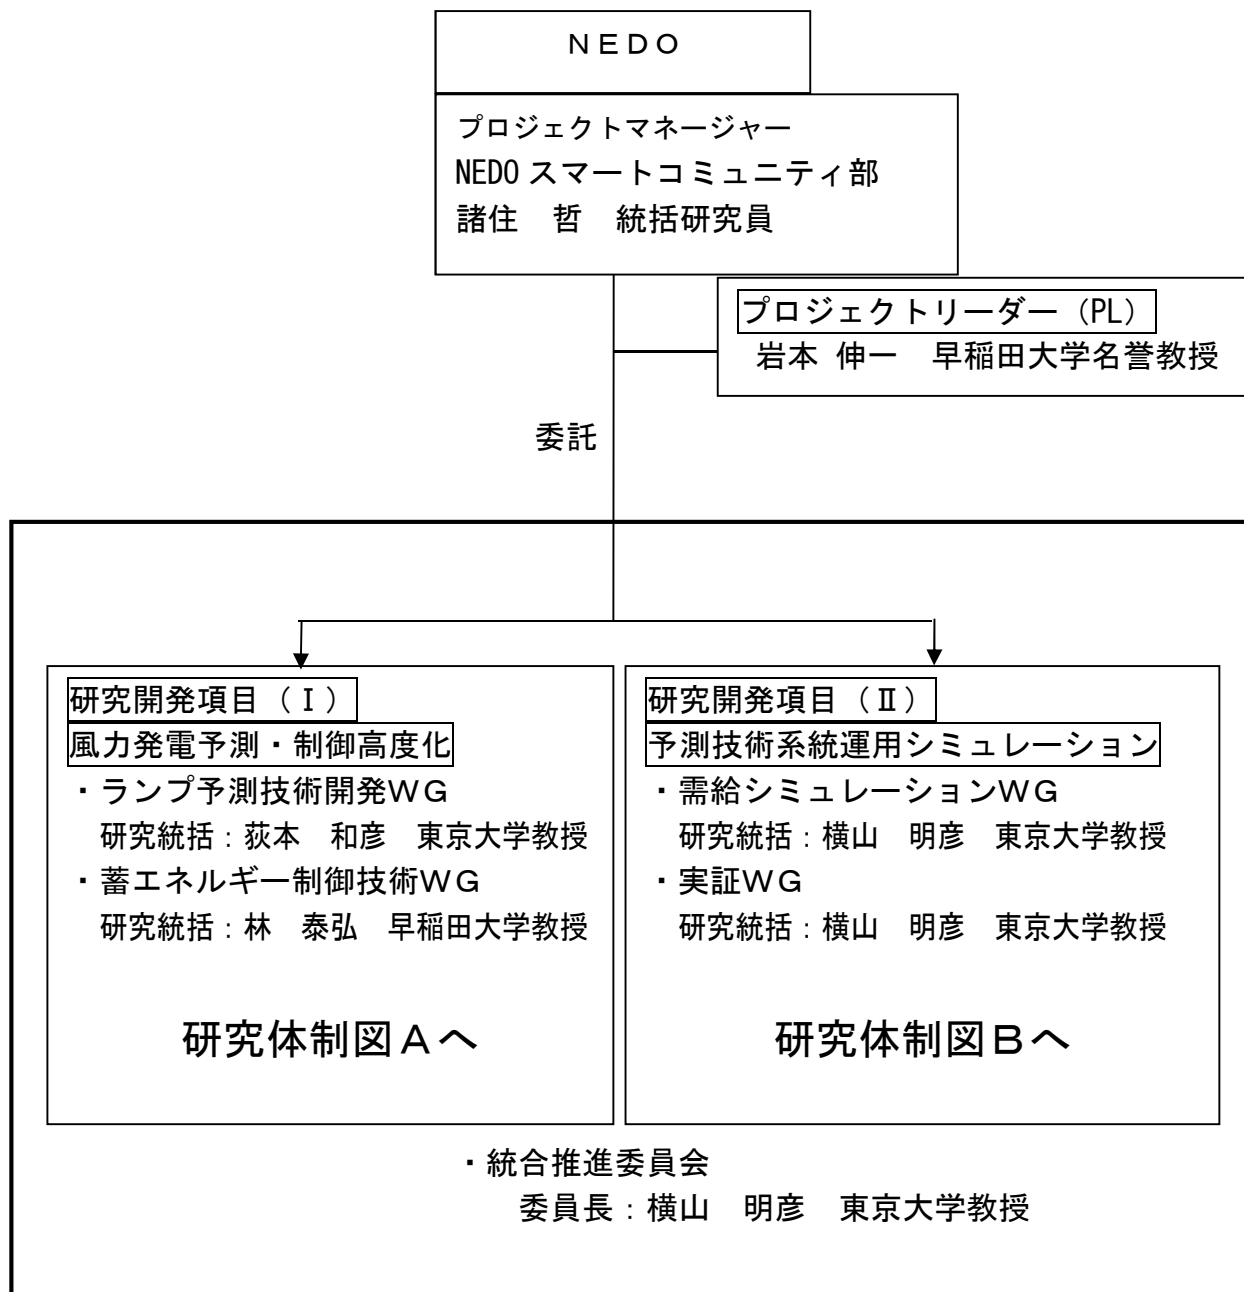 ＮＥＤＯ
プロジェクトマネージャー
NEDO スマートコミュニティ部
諸住　哲　統括研究員
プロジェクトリーダー（PL）
岩本 伸一　早稲田大学名誉教授
委託
研究開発項目（Ⅰ）
風力発電予測・制御高度化
・ランプ予測技術開発ＷＧ
研究統括：荻本　和彦　東京大学教授
・蓄エネルギー制御技術ＷＧ
研究統括：林　泰弘　早稲田大学教授
研究体制図Ａへ
研究開発項目（Ⅱ）
予測技術系統運用シミュレーション
・需給シミュレーションＷＧ
研究統括：横山　明彦　東京大学教授
・実証ＷＧ
研究統括：横山　明彦　東京大学教授
研究体制図Ｂへ
・統合推進委員会
委員長：横山　明彦　東京大学教授